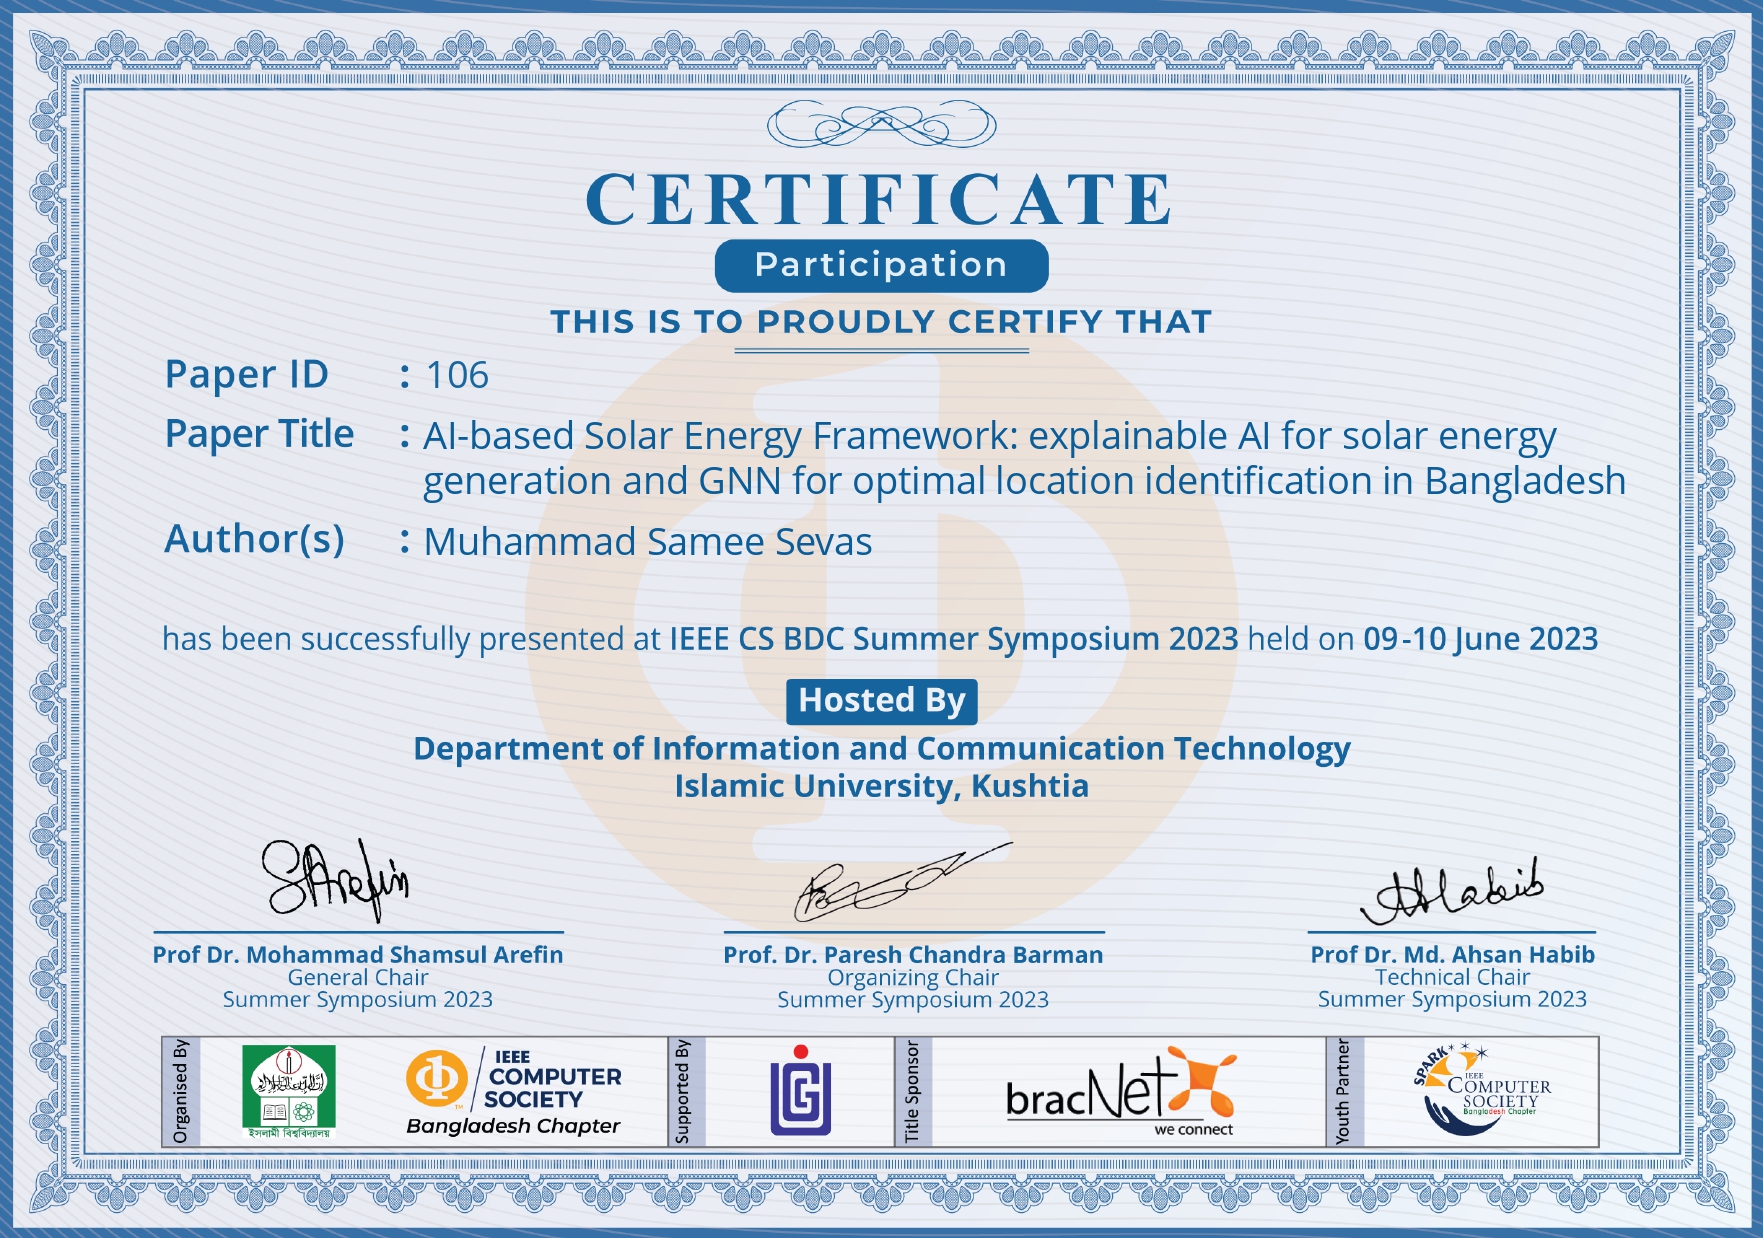 CERTIFICATE
Participation
THIS IS TO PROUDLY CERTIFY THAT
Paper ID : 106
Paper Title : AI-based Solar Energy Framework: explainable AI for solar energy
generation and GNN for optimal location identification in Bangladesh
Author(s) : Muhammad Samee Sevas
has been successfully presented at IEEE CS BDC Summer Symposium 2023 held on 09-10 June 2023
Hosted By
Department of Information and Communication Technology
Islamic University, Kushtia
SArefin
AHabib
Prof Dr. Mohammad Shamsul Arefin
General Chair
Summer Symposium 2023
Prof. Dr. Paresh Chandra Barman
Organizing Chair
Summer Symposium 2023
Prof Dr. Md. Ahsan Habib
Technical Chair
Summer Symposium 2023
Organised By
ইসলামী বিশ্ববিদ্যালয়
IEEE
COMPUTER
SOCIETY
TM
Bangladesh Chapter
Supported By
Title Sponsor
bracNet
we connect
Youth Partner
SPARK
IEEE
COMPUTER
SOCIETY
Bangladesh Chapter